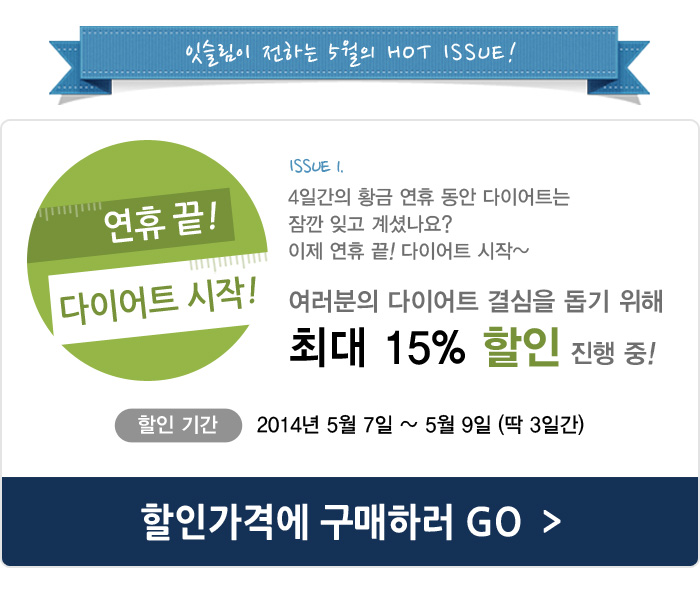 잇슬림이 전하는 5월의 HOT ISSUE!
연휴 끝!
다이어트 시작!
ISSUE 1.
4일간의 황금 연휴 동안 다이어트는
잠깐 잊고 계셨나요?
이제 연휴 끝! 다이어트 시작~
여러분의 다이어트 결심을 돕기 위해
최대 15% 할인 진행 중!
할인 기간 2014년 5월 7일 ~ 5월 9일 (딱 3일간)
할인가격에 구매하러 GO >